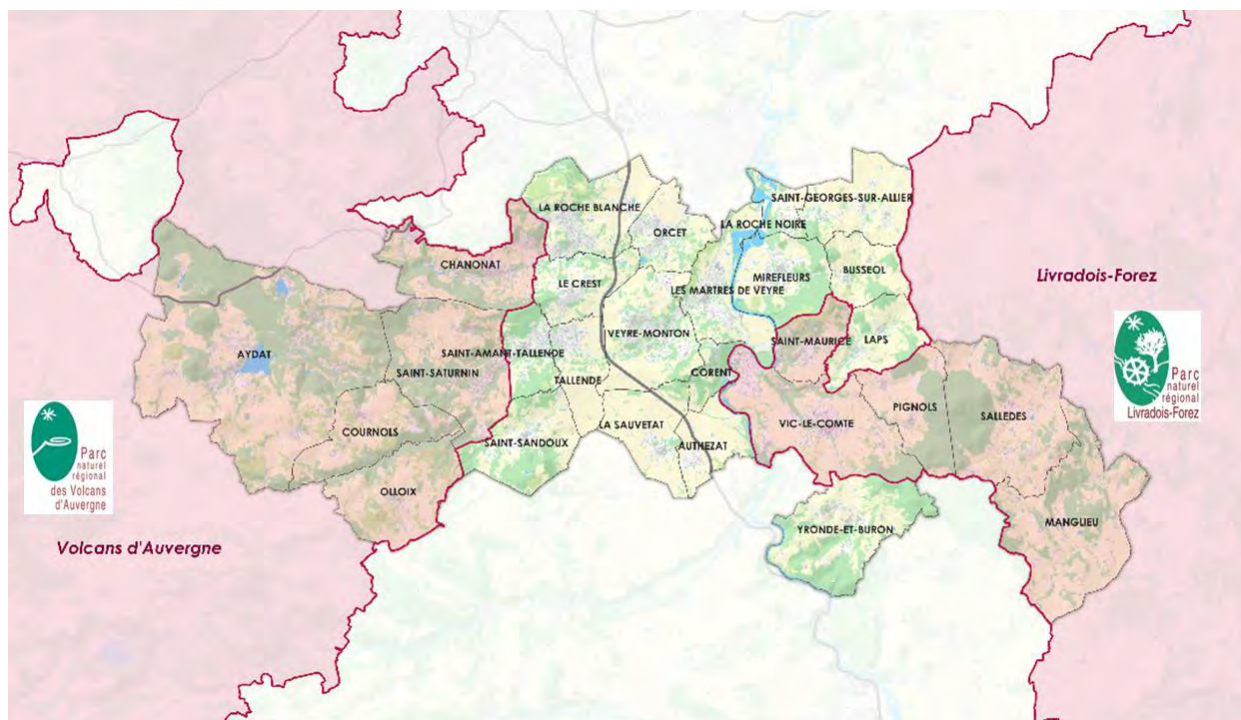 SAINT-GEORGES-SUR-ALLIER
LA ROCHE BLANCHE
LA ROCHE NOIRE
ORCET
CHANONAT
BUSSEOL
MIREFLEURS
Livradois-Forez
LE CREST
LES MARTRES DE VEYRE
VEYRE-MONTON
SAINT-MAURICE
LAPS
AYDAT
SAINT-AMANT-TALLENDE
SAINT-SATURNIN
CORENT
TALLENDE
PIGNOLS
SALLEDES
Parc
naturel
régional
Livradois-Forez
COURNOLS
LA SAUVETAT
VIC-LE-COMTE
SAINT-SANDOUX
AUTHEZAT
Parc
naturel
régional
des Volcans
d'Auvergne
OLLOIX
MANGLIEU
YRONDE-ET-BURON
Volcans d'Auvergne